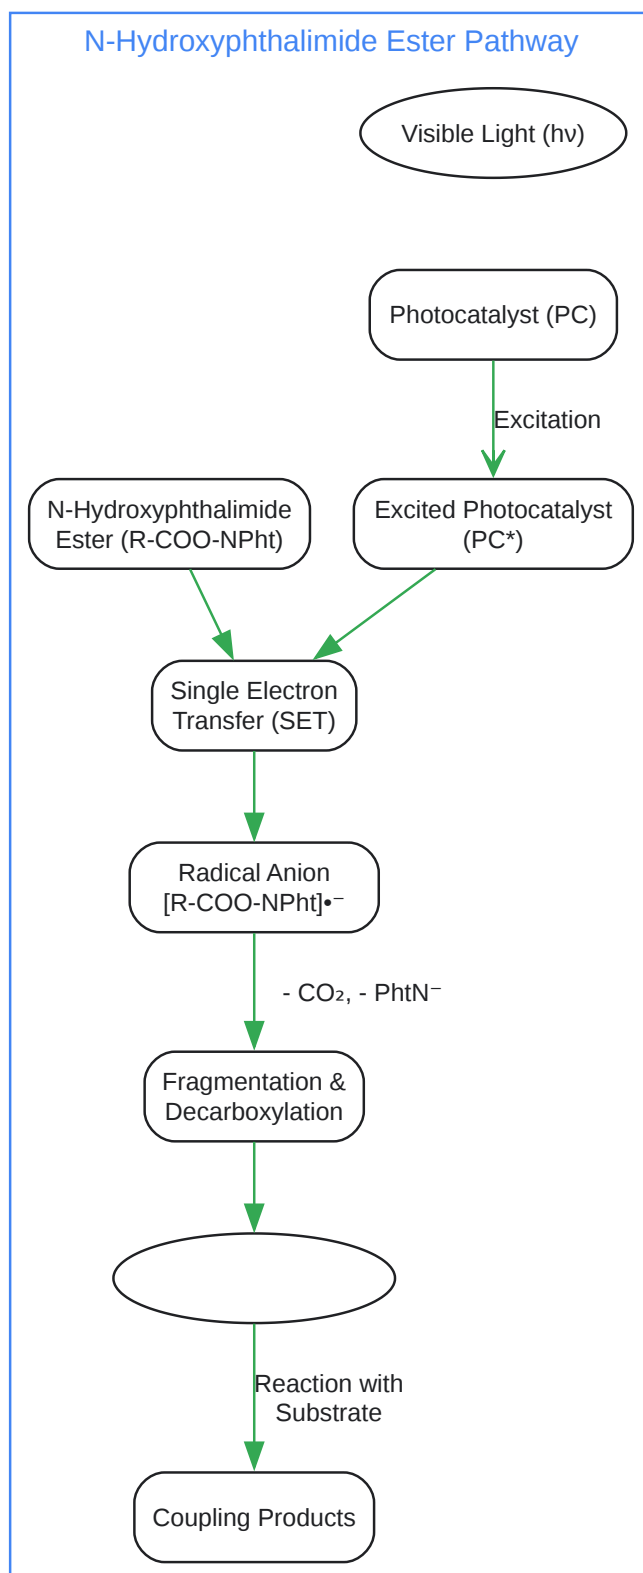 N-Hydroxyphthalimide Ester Pathway
Visible Light (hν)
Photocatalyst (PC)
Excitation
N-Hydroxyphthalimide
Ester (R-COO-NPht)
Excited Photocatalyst
(PC*)
Single Electron
Transfer (SET)
Radical Anion
[R-COO-NPht]•⁻
- CO₂, - PhtN⁻
Fragmentation &
Decarboxylation
Reaction with
Substrate
Coupling Products